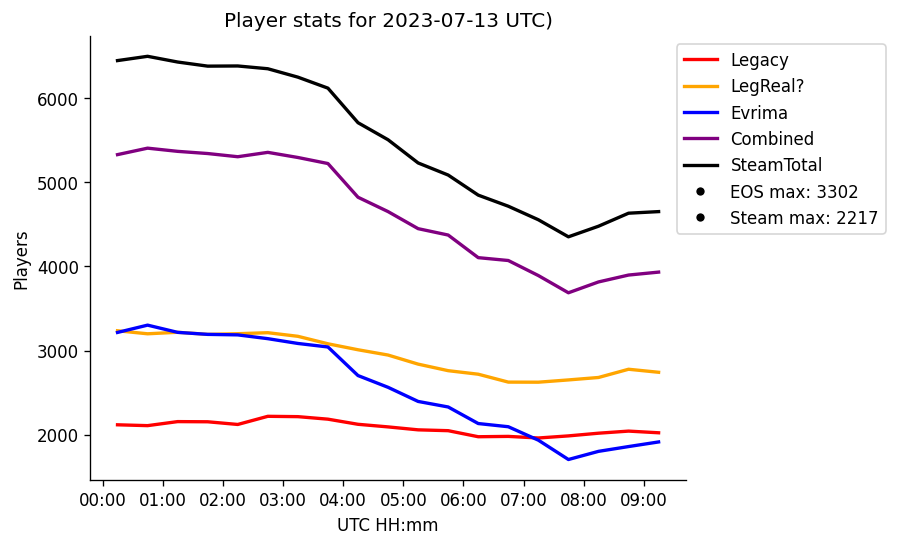 Player stats for 2023-07-13 UTC)
Players
6000
5000
4000
3000
2000
00:00 01:00 02:00 03:00 04:00 05:00 06:00 07:00 08:00 09:00
UTC HH:mm
Legacy
LegReal?
Evrima
Combined
SteamTotal
EOS max: 3302
Steam max: 2217